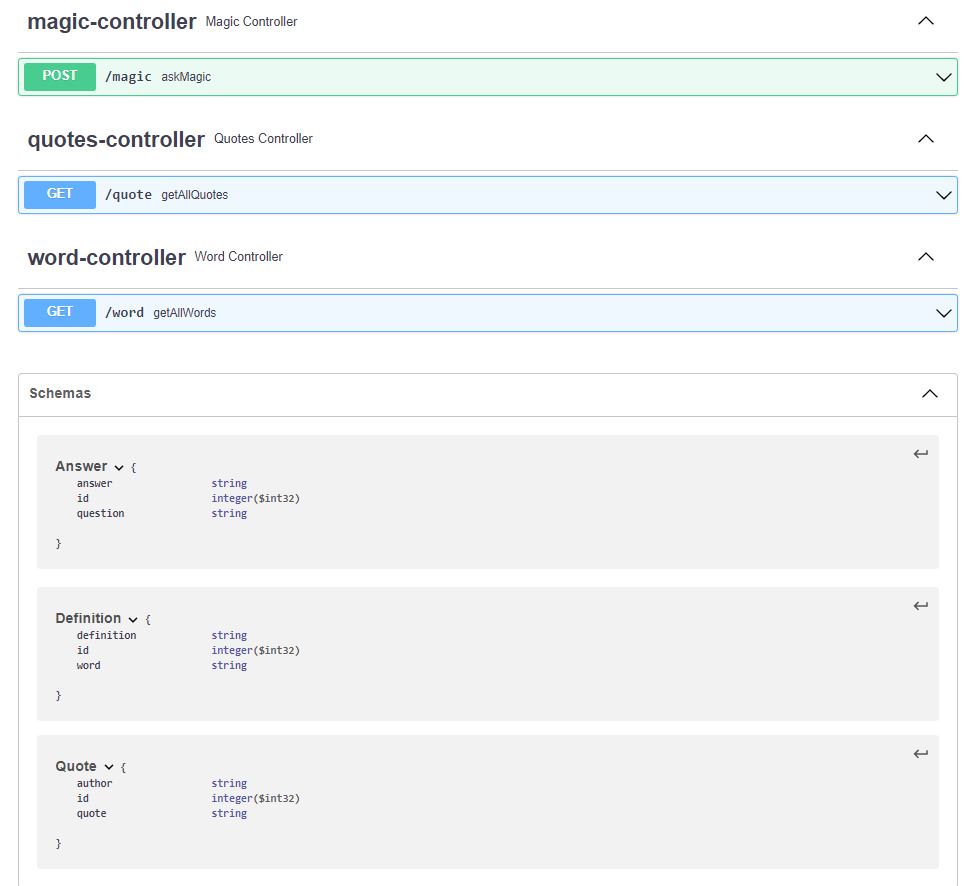 magic-controller Magic Controller
POST /magic askMagic
quotes-controller Quotes Controller
GET /quote getAllQuotes
word-controller Word Controller
GET /word getAllWords
Schemas
Answer {
answer string
id integer($int32)
question string
}
Definition {
definition string
id integer($int32)
word string
}
Quote {
author string
id integer($int32)
quote string
}